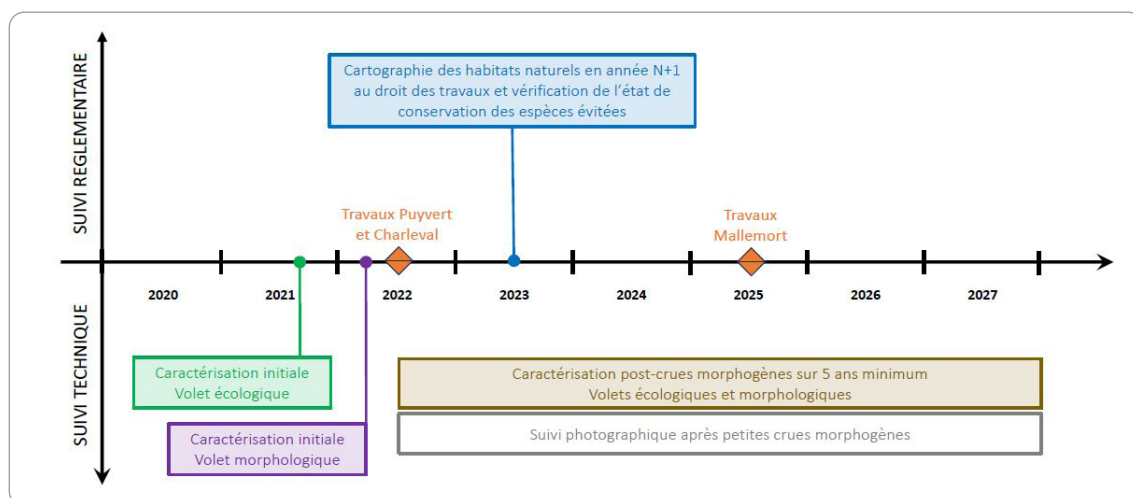 SUIVI REGLEMENTAIRE
Cartographie des habitats naturels en année N+1
au droit des travaux et vérification de l'état de
conservation des espèces évitées
Travaux Puyvert
et Charleval
Travaux
Mallemort
2020
2021
2022
2023
2024
2025
2026
2027
SUIVI TECHNIQUE
Caractérisation initiale
Volet écologique
Caractérisation post-crues morphogènes sur 5 ans minimum
Volets écologiques et morphologiques
Caractérisation initiale
Volet morphologique
Suivi photographique après petites crues morphogènes